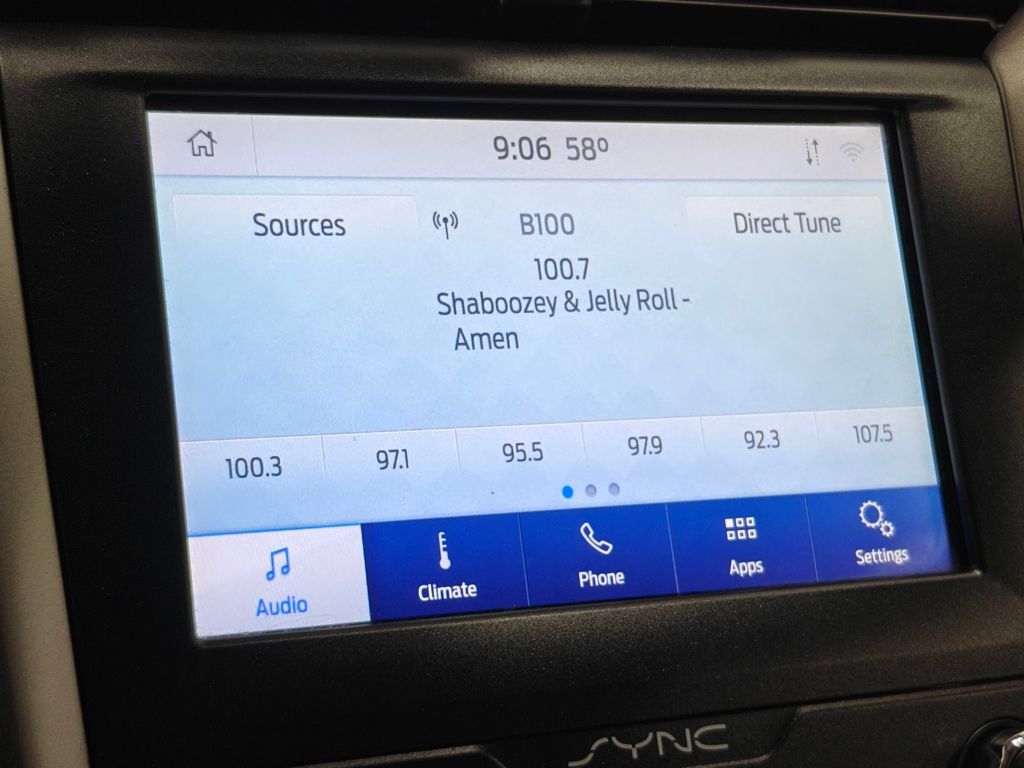 9:06 58°
Sources B100 Direct Tune
100.7
Shaboozey & Jelly Roll -
Amen
100.3 97.1 95.5 97.9 92.3 107.5
Audio Climate Phone Apps Settings
SYNC